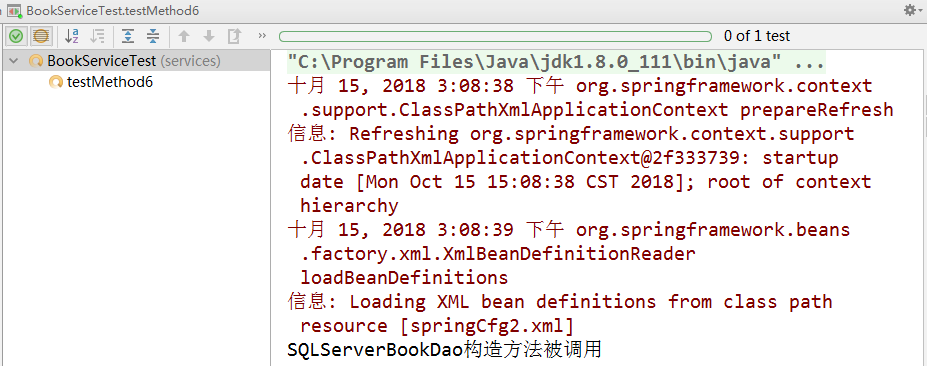 BookServiceTest.testMethod6
0 of 1 test
BookServiceTest (services)
testMethod6
"C:\Program Files\Java\jdk1.8.0_111\bin\java" ...
十月 15, 2018 3:08:38 下午 org.springframework.context
.support.ClassPathXmlApplicationContext prepareRefresh
信息: Refreshing org.springframework.context.support
.ClassPathXmlApplicationContext@2f333739: startup
date [Mon Oct 15 15:08:38 CST 2018]; root of context
hierarchy
十月 15, 2018 3:08:39 下午 org.springframework.beans
.factory.xml.XmlBeanDefinitionReader
loadBeanDefinitions
信息: Loading XML bean definitions from class path
resource [springCfg2.xml]
SQLServerBookDao构造方法被调用